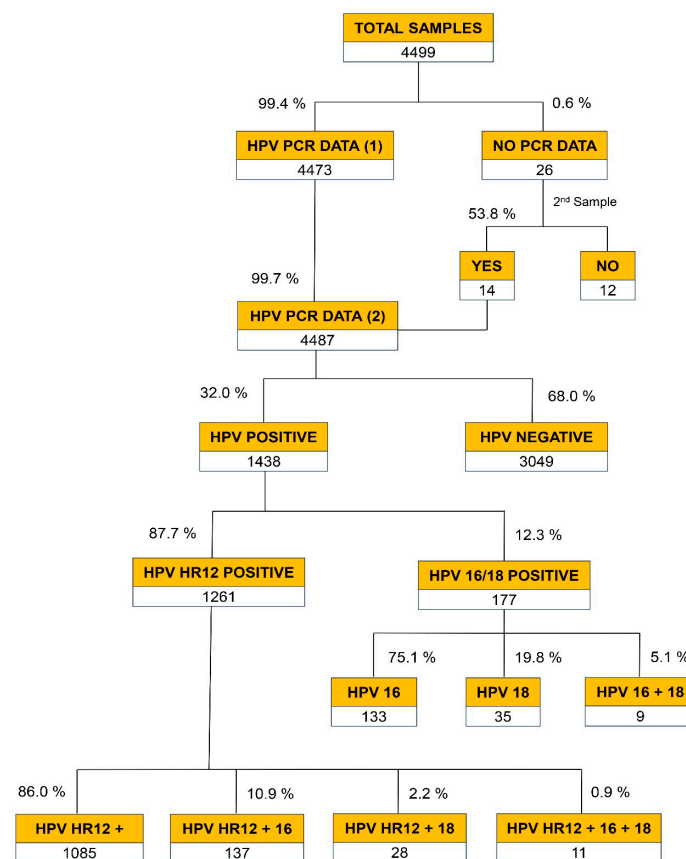 TOTAL SAMPLES
4499
99.4 %
0.6 %
HPV PCR DATA (1)
NO PCR DATA
4473
26
2nd Sample
53.8 %
YES
NO
14
12
99.7 %
HPV PCR DATA (2)
4487
32.0 %
68.0 %
HPV POSITIVE
HPV NEGATIVE
1438
3049
87.7 %
12.3 %
HPV HR12 POSITIVE
HPV 16/18 POSITIVE
1261
177
75.1 %
19.8 %
5.1 %
HPV 16
HPV 18
HPV 16 + 18
133
35
9
86.0 %
10.9 %
2.2 %
0.9 %
HPV HR12 +
HPV HR12 + 16
HPV HR12 + 18
HPV HR12 + 16 + 18
1085
137
28
11